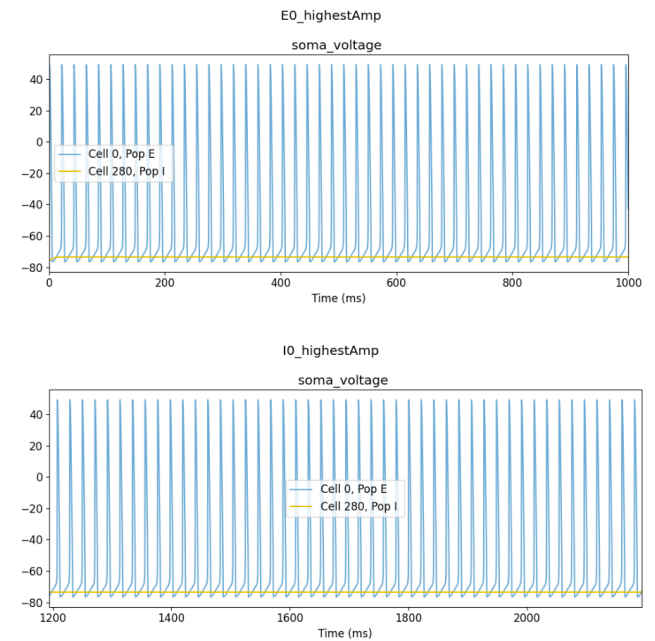 E0_highestAmp
soma_voltage
40
20
0
−20
−40
−60
−80
Cell 0, Pop E
Cell 280, Pop I
0 200 400 600 800 1000
Time (ms)
I0_highestAmp
soma_voltage
40
20
0
−20
−40
−60
−80
Cell 0, Pop E
Cell 280, Pop I
1200 1400 1600 1800 2000
Time (ms)